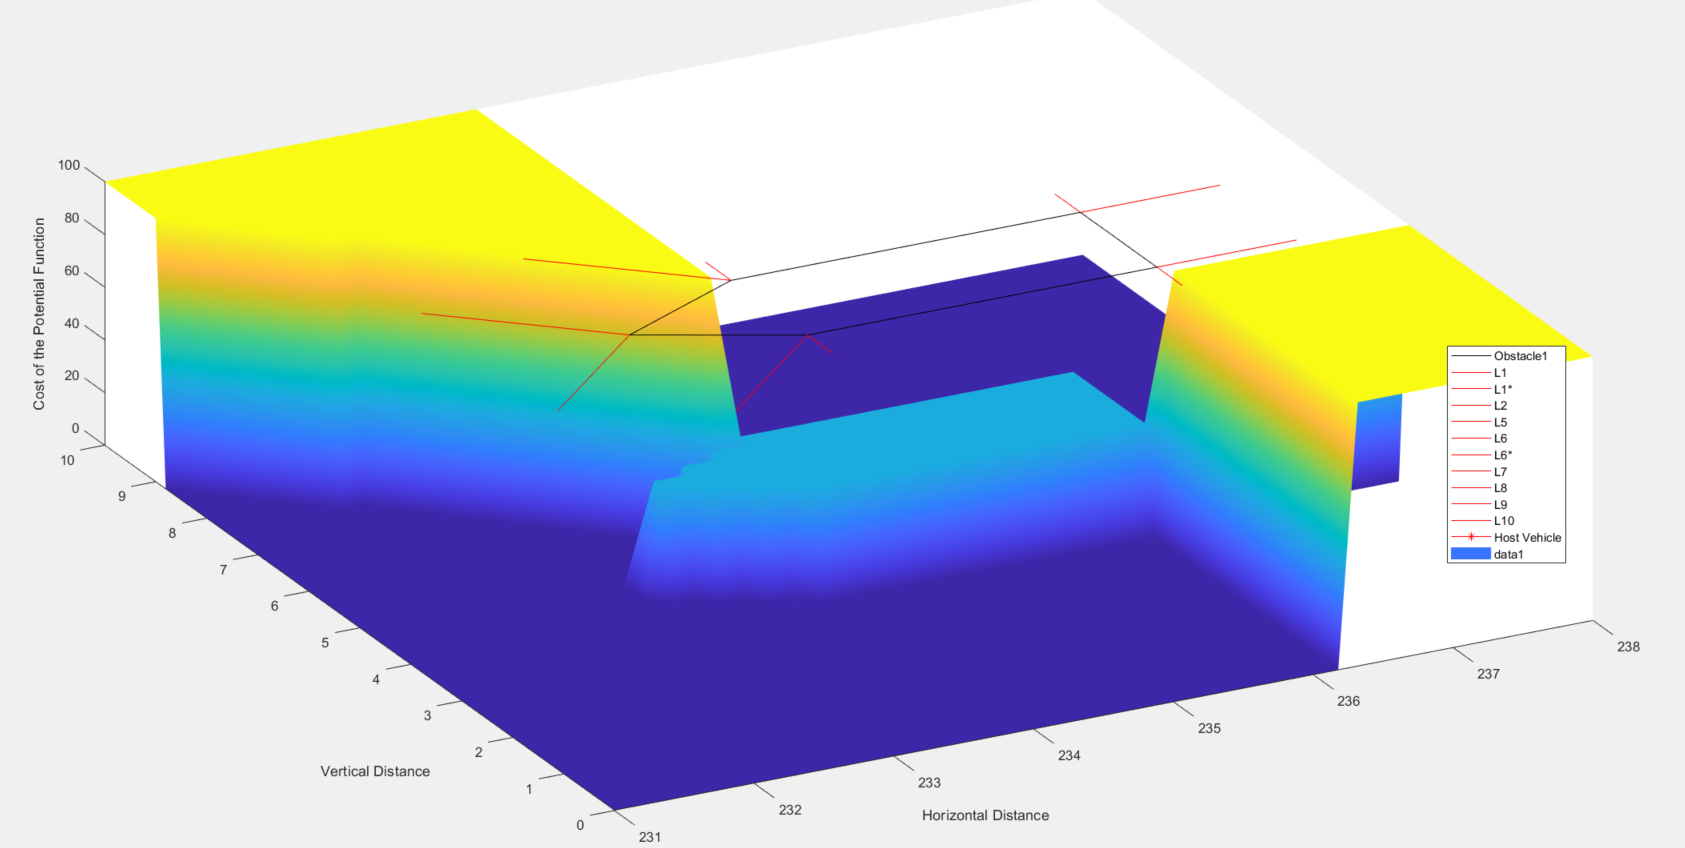 Cost of the Potential Function
100
80
60
40
20
0
10
9
8
7
6
5
4
3
2
1
0
Vertical Distance
231
232
233
234
235
236
237
238
Horizontal Distance
Obstacle1
L1
L1*
L2
L5
L6
L6*
L7
L8
L9
L10
Host Vehicle
data1